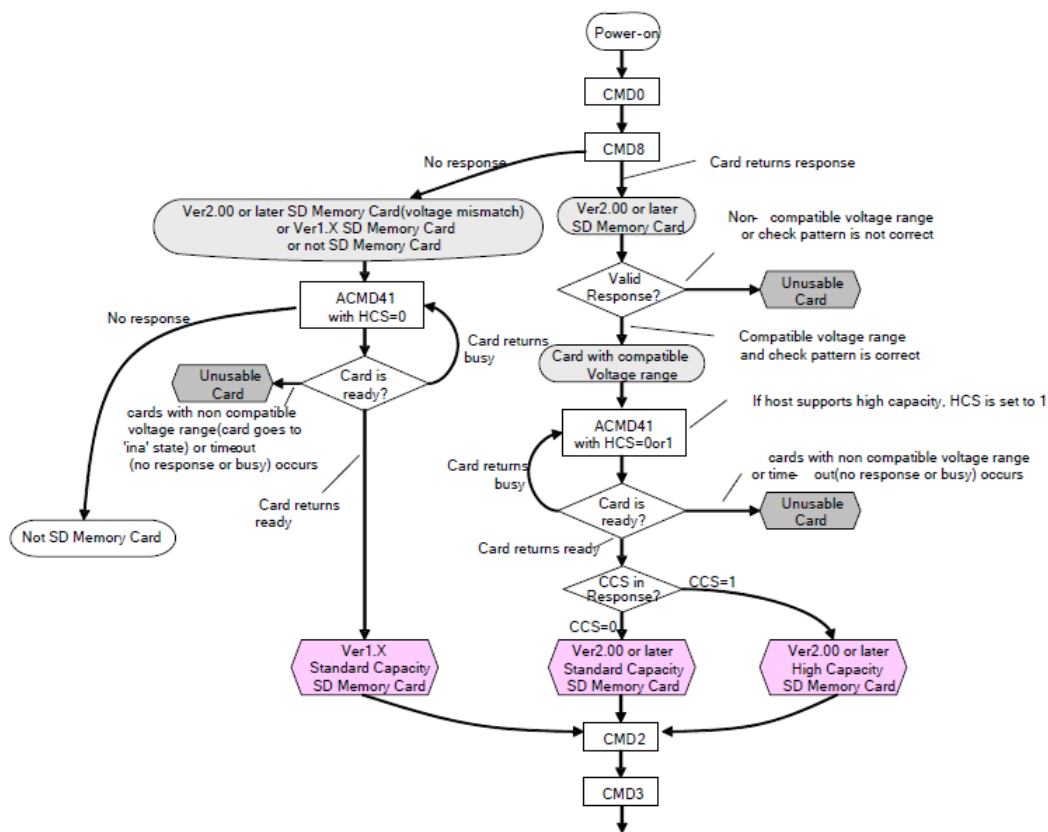 Power-on
CMD0
CMD8
No response
Card returns response
Ver2.00 or later SD Memory Card(voltage mismatch)
or Ver1.X SD Memory Card
or not SD Memory Card
Ver2.00 or later
SD Memory Card
Non- compatible voltage range
or check pattern is not correct
Valid
Response?
Unusable
Card
ACMD41
with HCS=0
No response
Card returns
busy
Compatible voltage range
and check pattern is correct
Card with compatible
Voltage range
Unusable
Card
Card is
ready?
cards with non compatible
voltage range(card goes to
'ina' state) or timeout
(no response or busy) occurs
If host supports high capacity, HCS is set to 1
ACMD41
with HCS=0or1
Card returns
busy
cards with non compatible voltage range
or time- out(no response or busy) occurs
Card returns
ready
Card is
ready?
Unusable
Card
Not SD Memory Card
Card returns ready
CCS in
Response?
CCS=1
CCS=0
Ver1.X
Standard Capacity
SD Memory Card
Ver2.00 or later
Standard Capacity
SD Memory Card
Ver2.00 or later
High Capacity
SD Memory Card
CMD2
CMD3